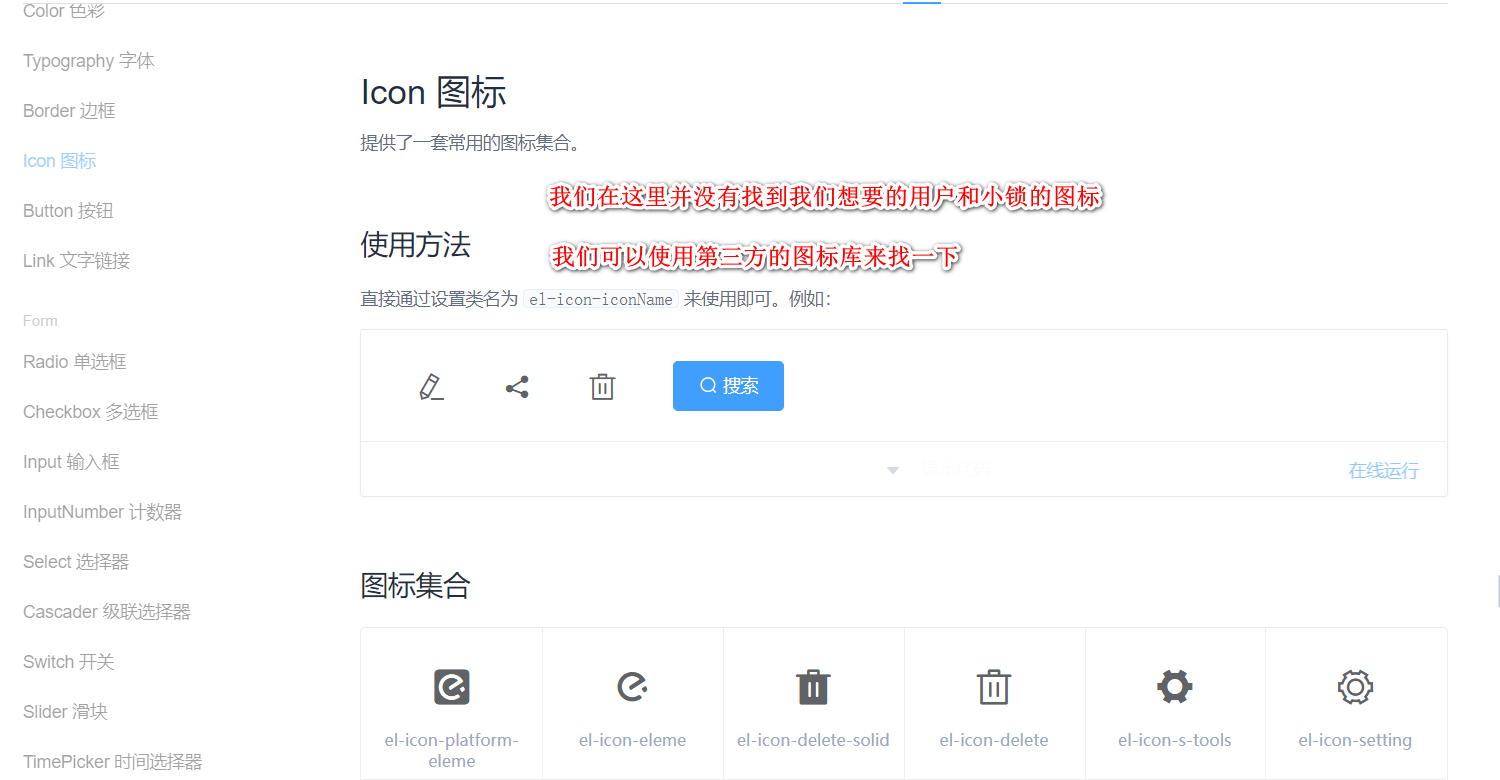 Color 色彩
Typography 字体
Border 边框
Icon 图标
Button 按钮
Link 文字链接
Form
Radio 单选框
Checkbox 多选框
Input 输入框
InputNumber 计数器
Select 选择器
Cascader 级联选择器
Switch 开关
Slider 滑块
TimePicker 时间选择器
Icon 图标
提供了一套常用的图标集合。
我们在这里并没有找到我们想要的用户和小锁的图标
使用方法
我们可以使用第三方的图标库来找一下
直接通过设置类名为 el-icon-iconName 来使用即可。例如：
搜索
在线运行
图标集合
el-icon-platform-
eleme
el-icon-eleme
el-icon-delete-solid
el-icon-delete
el-icon-s-tools
el-icon-setting